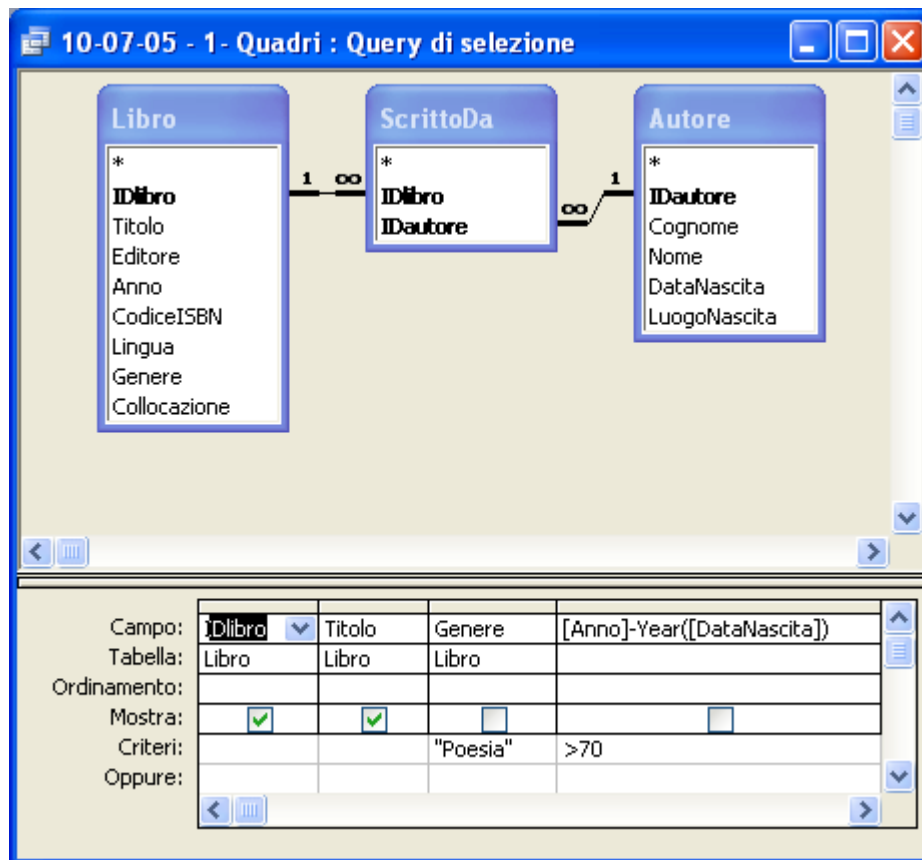 10-07-05 - 1- Quadri : Query di selezione
Libro
*
IDlibro
Titolo
Editore
Anno
CodiceISBN
Lingua
Genere
Collocazione
1 ∞
ScrittoDa
*
IDlibro
IDautore
∞ 1
Autore
*
IDautore
Cognome
Nome
DataNascita
LuogoNascita
Campo: IDlibro Titolo Genere [Anno]-Year([DataNascita])
Tabella: Libro Libro Libro
Ordinamento:
Mostra:
Criteri: "Poesia" >70
Oppure: